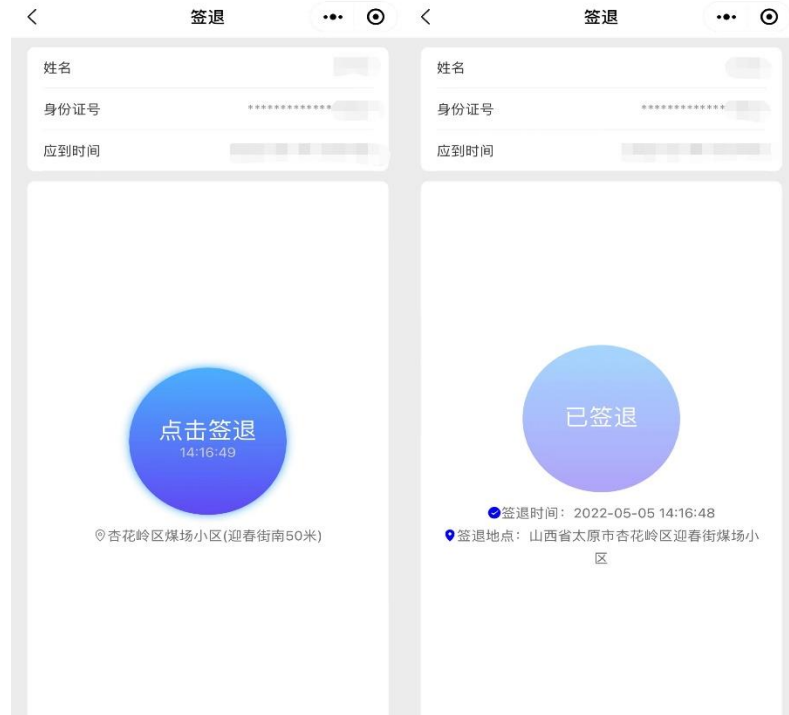 签退
姓名
身份证号 *************
应到时间
点击签退
14:16:49
杏花岭区煤场小区(迎春街南50米)
签退
姓名
身份证号 *************
应到时间
已签退
签退时间：2022-05-05 14:16:48
签退地点：山西省太原市杏花岭区迎春街煤场小
区